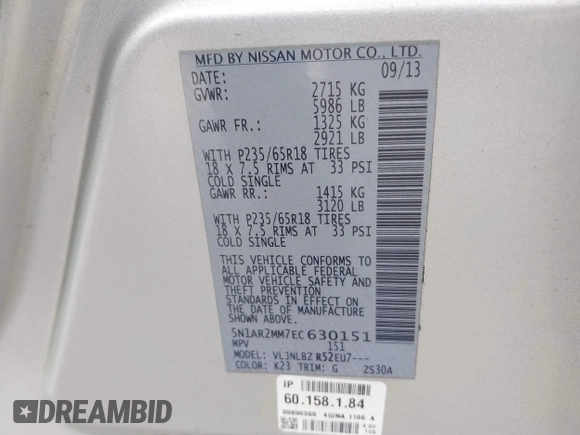 MFD BY NISSAN MOTOR CO., LTD.
DATE: 09/13
GVWR: 2715 KG
5986 LB
GAWR FR.: 1325 KG
2921 LB
WITH P235/65R18 TIRES
18 X 7.5 RIMS AT 33 PSI
COLD SINGLE
GAWR RR.: 1415 KG
3120 LB
WITH P235/65R18 TIRES
18 X 7.5 RIMS AT 33 PSI
COLD SINGLE
THIS VEHICLE CONFORMS TO
ALL APPLICABLE FEDERAL
MOTOR VEHICLE SAFETY AND
AND THEFT PREVENTION
STANDARDS IN EFFECT ON THE
DATE OF MANUFACTURE
SHOWN ABOVE.
5N1AR2MM7EC630151
MPV 151
MODEL: VLJNLBZ R52EU7---
COLOR: K23 TRIM: G ZS30A
IP
60.158.1.84
DREAMBID
DREAMBID